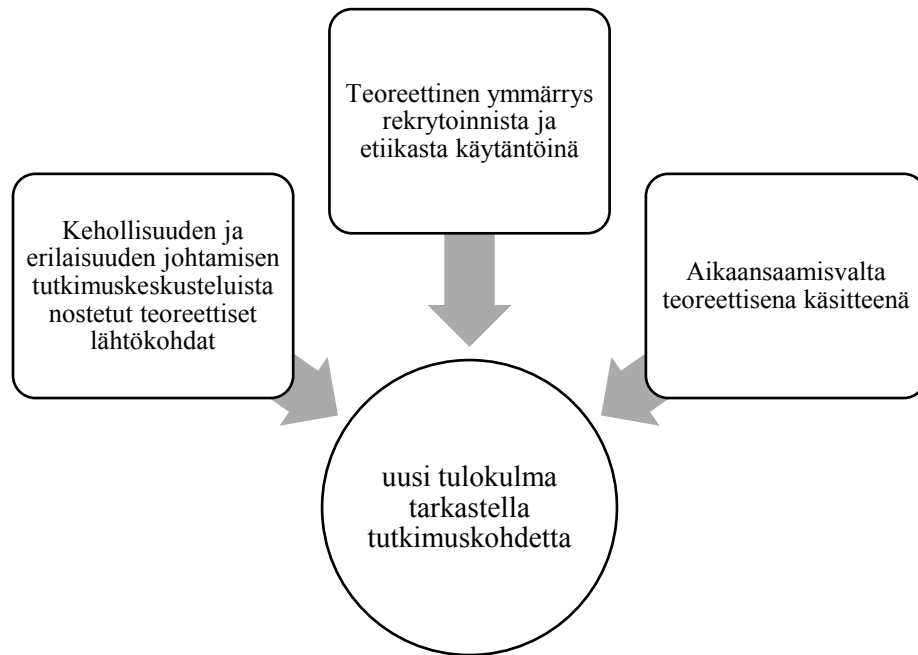 Teoreettinen ymmärrys
rekrytoinnista ja
etiikasta käytäntöinä
Kehollisuuden ja
erilaisuuden johtamisen
tutkimuskeskusteluista
nostetut teoreettiset
lähtökohdat
Aikaansaamisvalta
teoreettisena käsitteenä
uusi tulokulma
tarkastella
tutkimuskohdetta